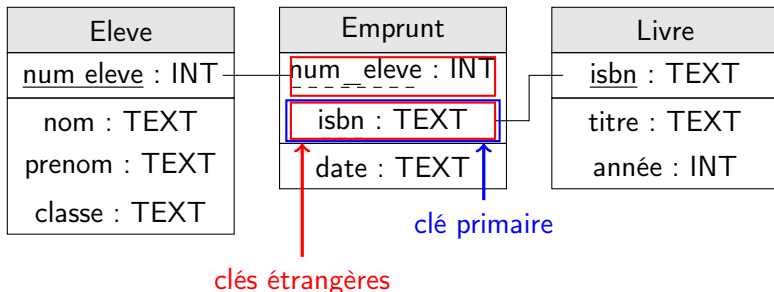 Eleve
num eleve : INT
nom : TEXT
prenom : TEXT
classe : TEXT
Emprunt
num_eleve : INT
isbn : TEXT
date : TEXT
Livre
isbn : TEXT
titre : TEXT
année : INT
clé primaire
clés étrangères